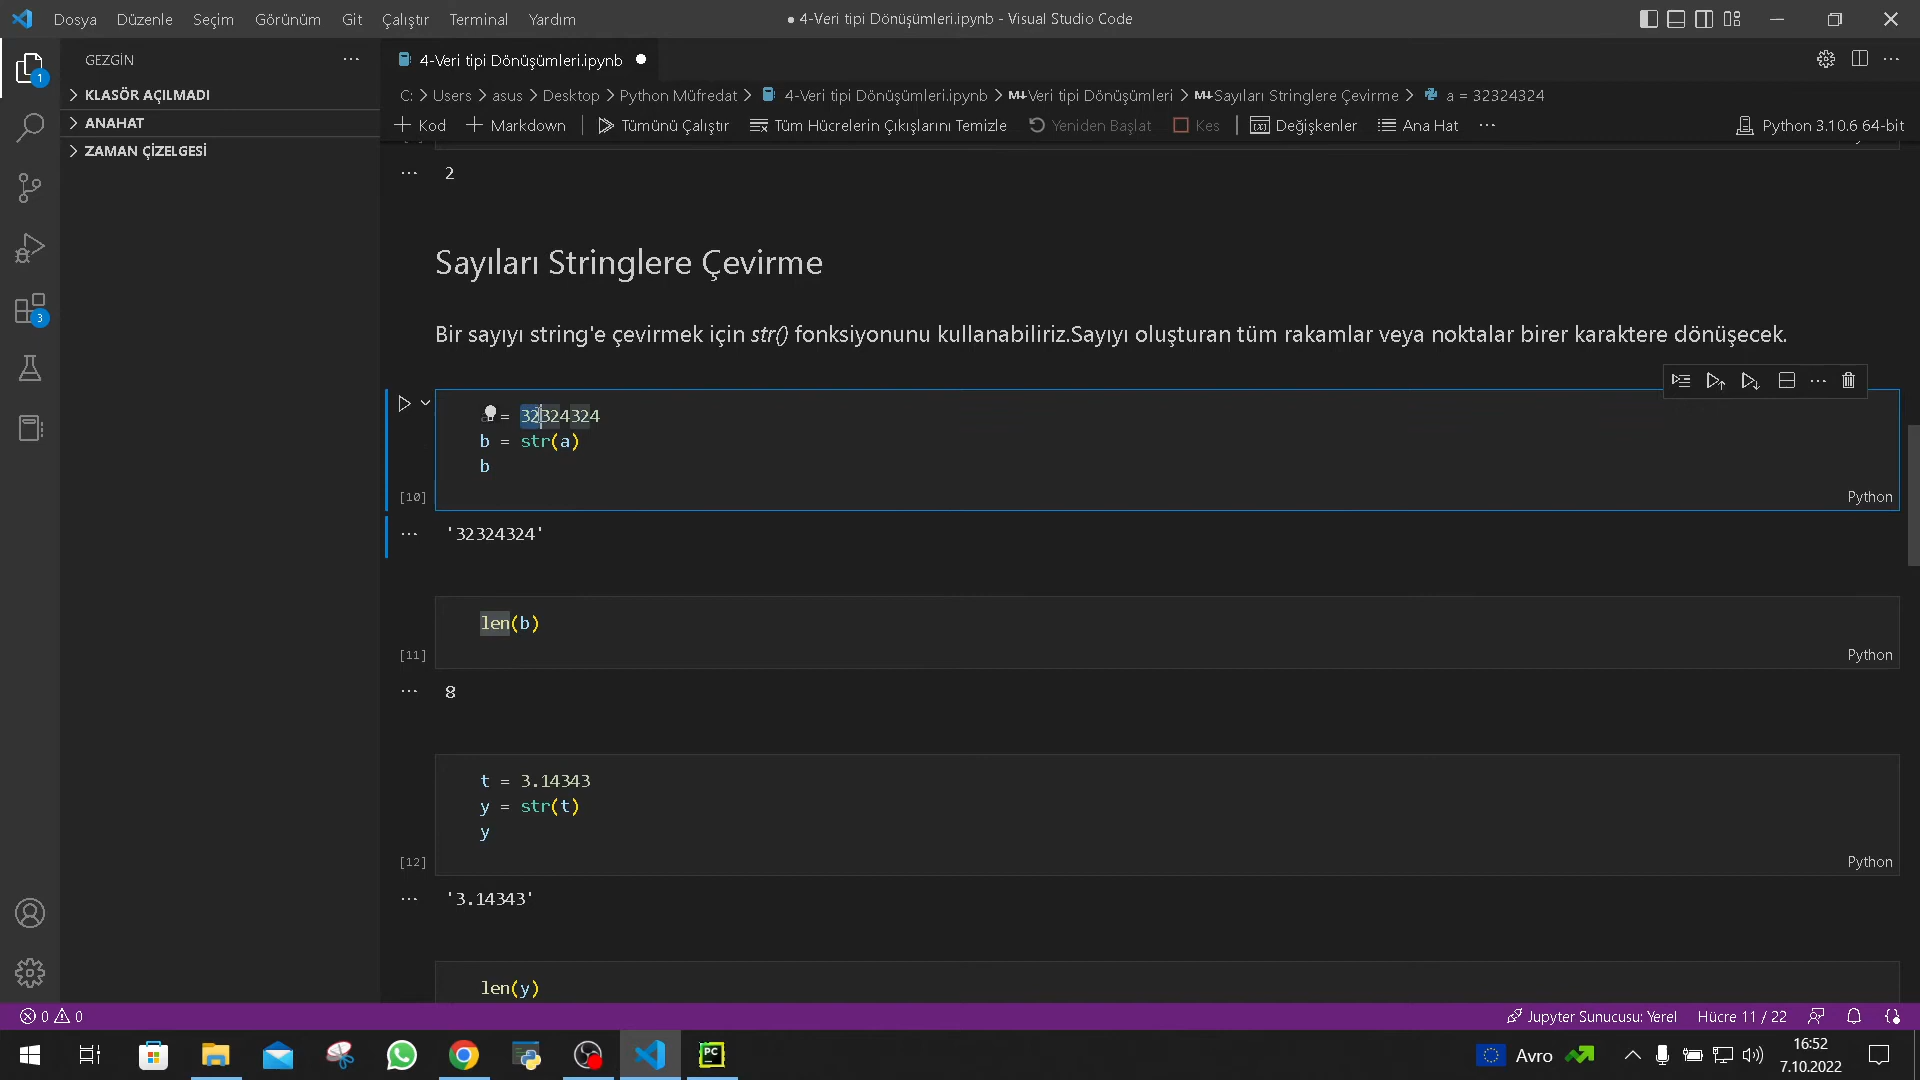 Dosya Düzenle Seçim Görünüm Git Çalıştır Terminal Yardım
● 4-Veri tipi Dönüşümleri.ipynb - Visual Studio Code
GEZGİN
KLASÖR AÇILMADI
ANAHAT
ZAMAN ÇİZELGESİ
1
3
4-Veri tipi Dönüşümleri.ipynb
C: > Users > asus > Desktop > Python Müfredat > 4-Veri tipi Dönüşümleri.ipynb > M↓Veri tipi Dönüşümleri > M↓Sayıları Stringlere Çevirme > a = 32324324
+ Kod + Markdown Tümünü Çalıştır Tüm Hücrelerin Çıkışlarını Temizle Yeniden Başlat Kes Değişkenler Ana Hat ... Python 3.10.6 64-bit
2
Sayıları Stringlere Çevirme
Bir sayıyı string'e çevirmek için str() fonksiyonunu kullanabiliriz.Sayıyı oluşturan tüm rakamlar veya noktalar birer karaktere dönüşecek.
= 32324324
b = str(a)
b
[10] Python
'32324324'
len(b)
[11] Python
8
t = 3.14343
y = str(t)
y
[12] Python
'3.14343'
len(y)
0 0
Jupyter Sunucusu: Yerel Hücre 11 / 22
PC
Avro
16:52
7.10.2022